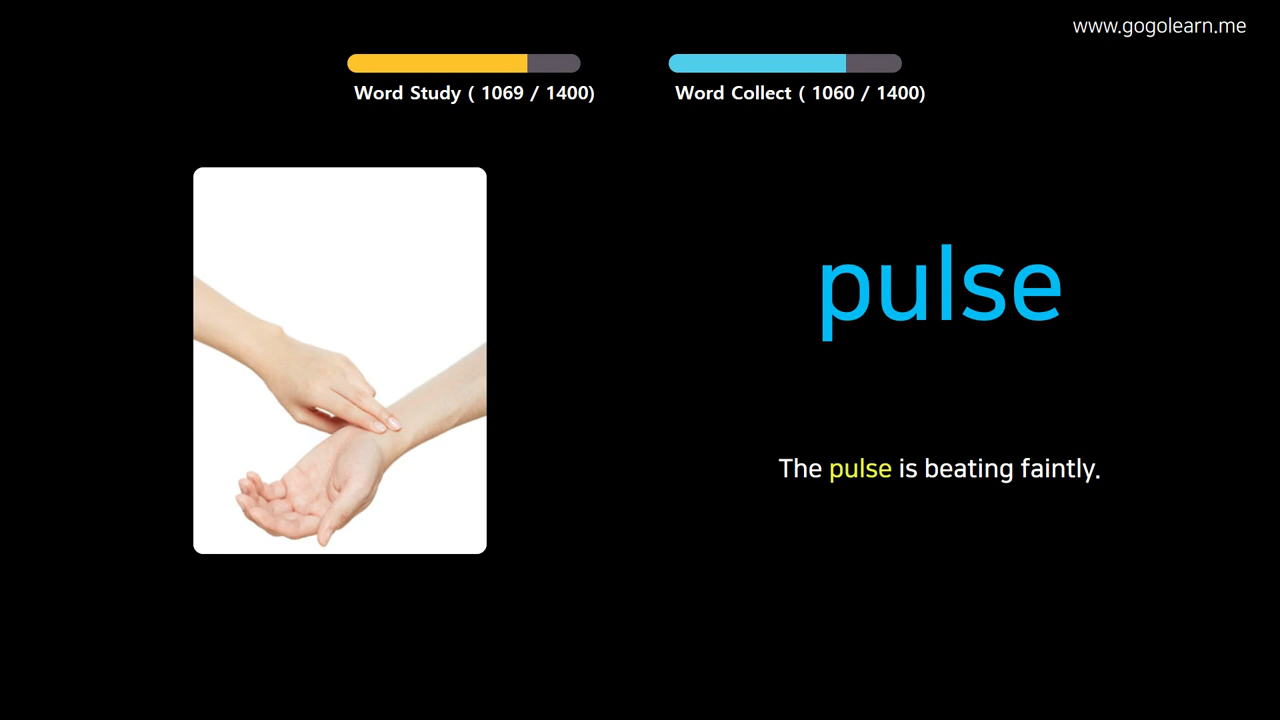 www.gogolearn.me
Word Study ( 1069 / 1400)
Word Collect ( 1060 / 1400)
pulse
The pulse is beating faintly.